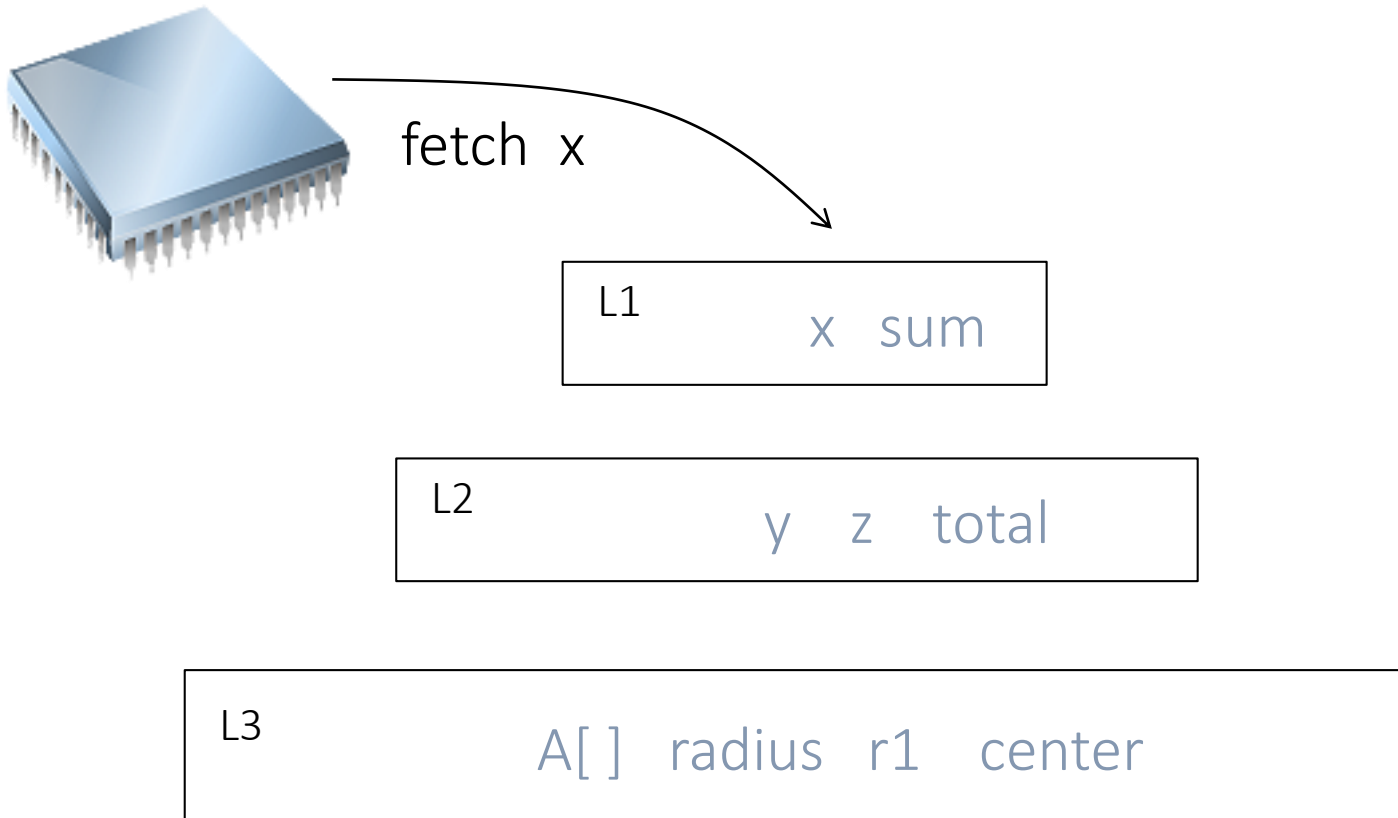 fetch x
L1
x sum
L2
y z total
L3
A[ ] radius r1 center